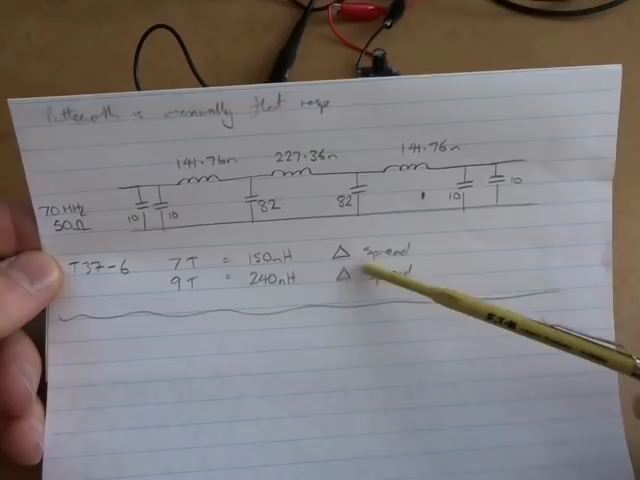 Butterworth is maximally flat resp
141.76n 227.36n 141.76n
70 MHz
50Ω 10 10 82 82 10 10
T37-6 7T = 150nH Δ spread
9T = 240nH Δ spread